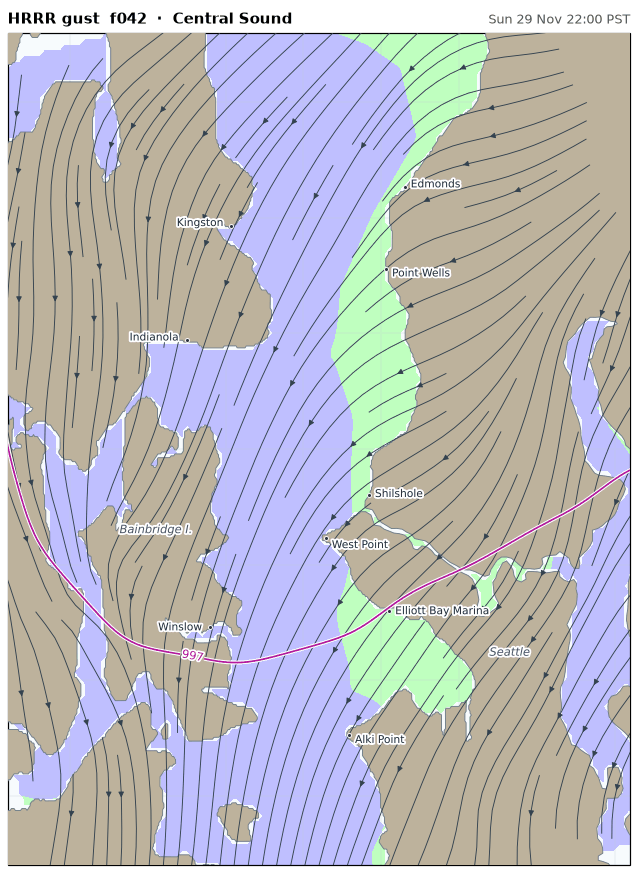 HRRR gust f042 · Central Sound
Sun 29 Nov 22:00 PST
Edmonds
Kingston
Point Wells
Indianola
Shilshole
Bainbridge I.
West Point
Elliott Bay Marina
Winslow
Seattle
997
Alki Point